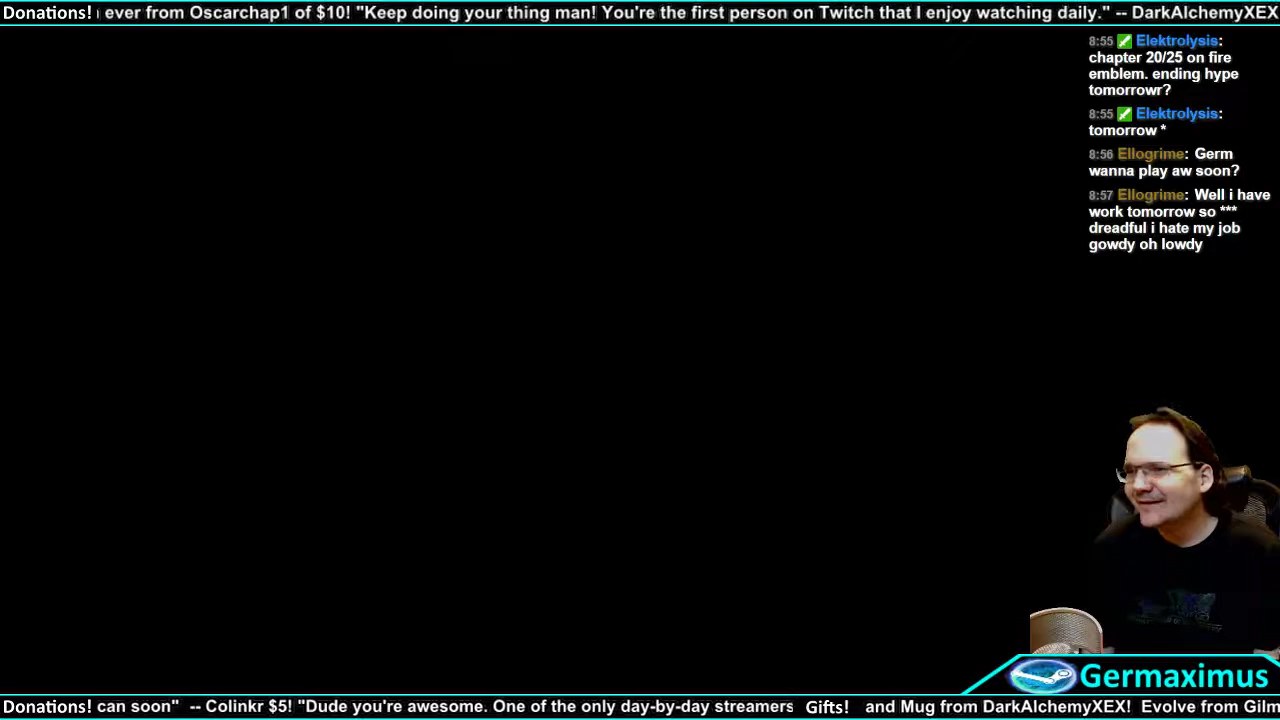 Donations! ever from Oscarchap1 of $10! "Keep doing your thing man! You're the first person on Twitch that I enjoy watching daily." -- DarkAlchemyXEX
8:55 Elektrolysis:
chapter 20/25 on fire
emblem. ending hype
tomorrowr?
8:55 Elektrolysis:
tomorrow *
8:56 Ellogrime: Germ
wanna play aw soon?
8:57 Ellogrime: Well i have
work tomorrow so ***
dreadful i hate my job
gowdy oh lowdy
Germaximus
Donations! can soon" -- Colinkr $5! "Dude you're awesome. One of the only day-by-day streamers Gifts! and Mug from DarkAlchemyXEX! Evolve from Gilm